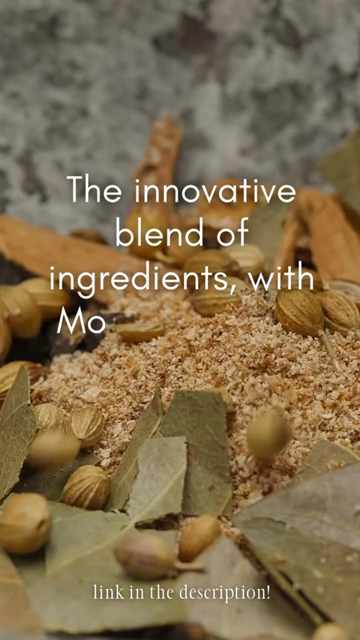 The innovative
blend of
ingredients, with
Mo
link in the description!